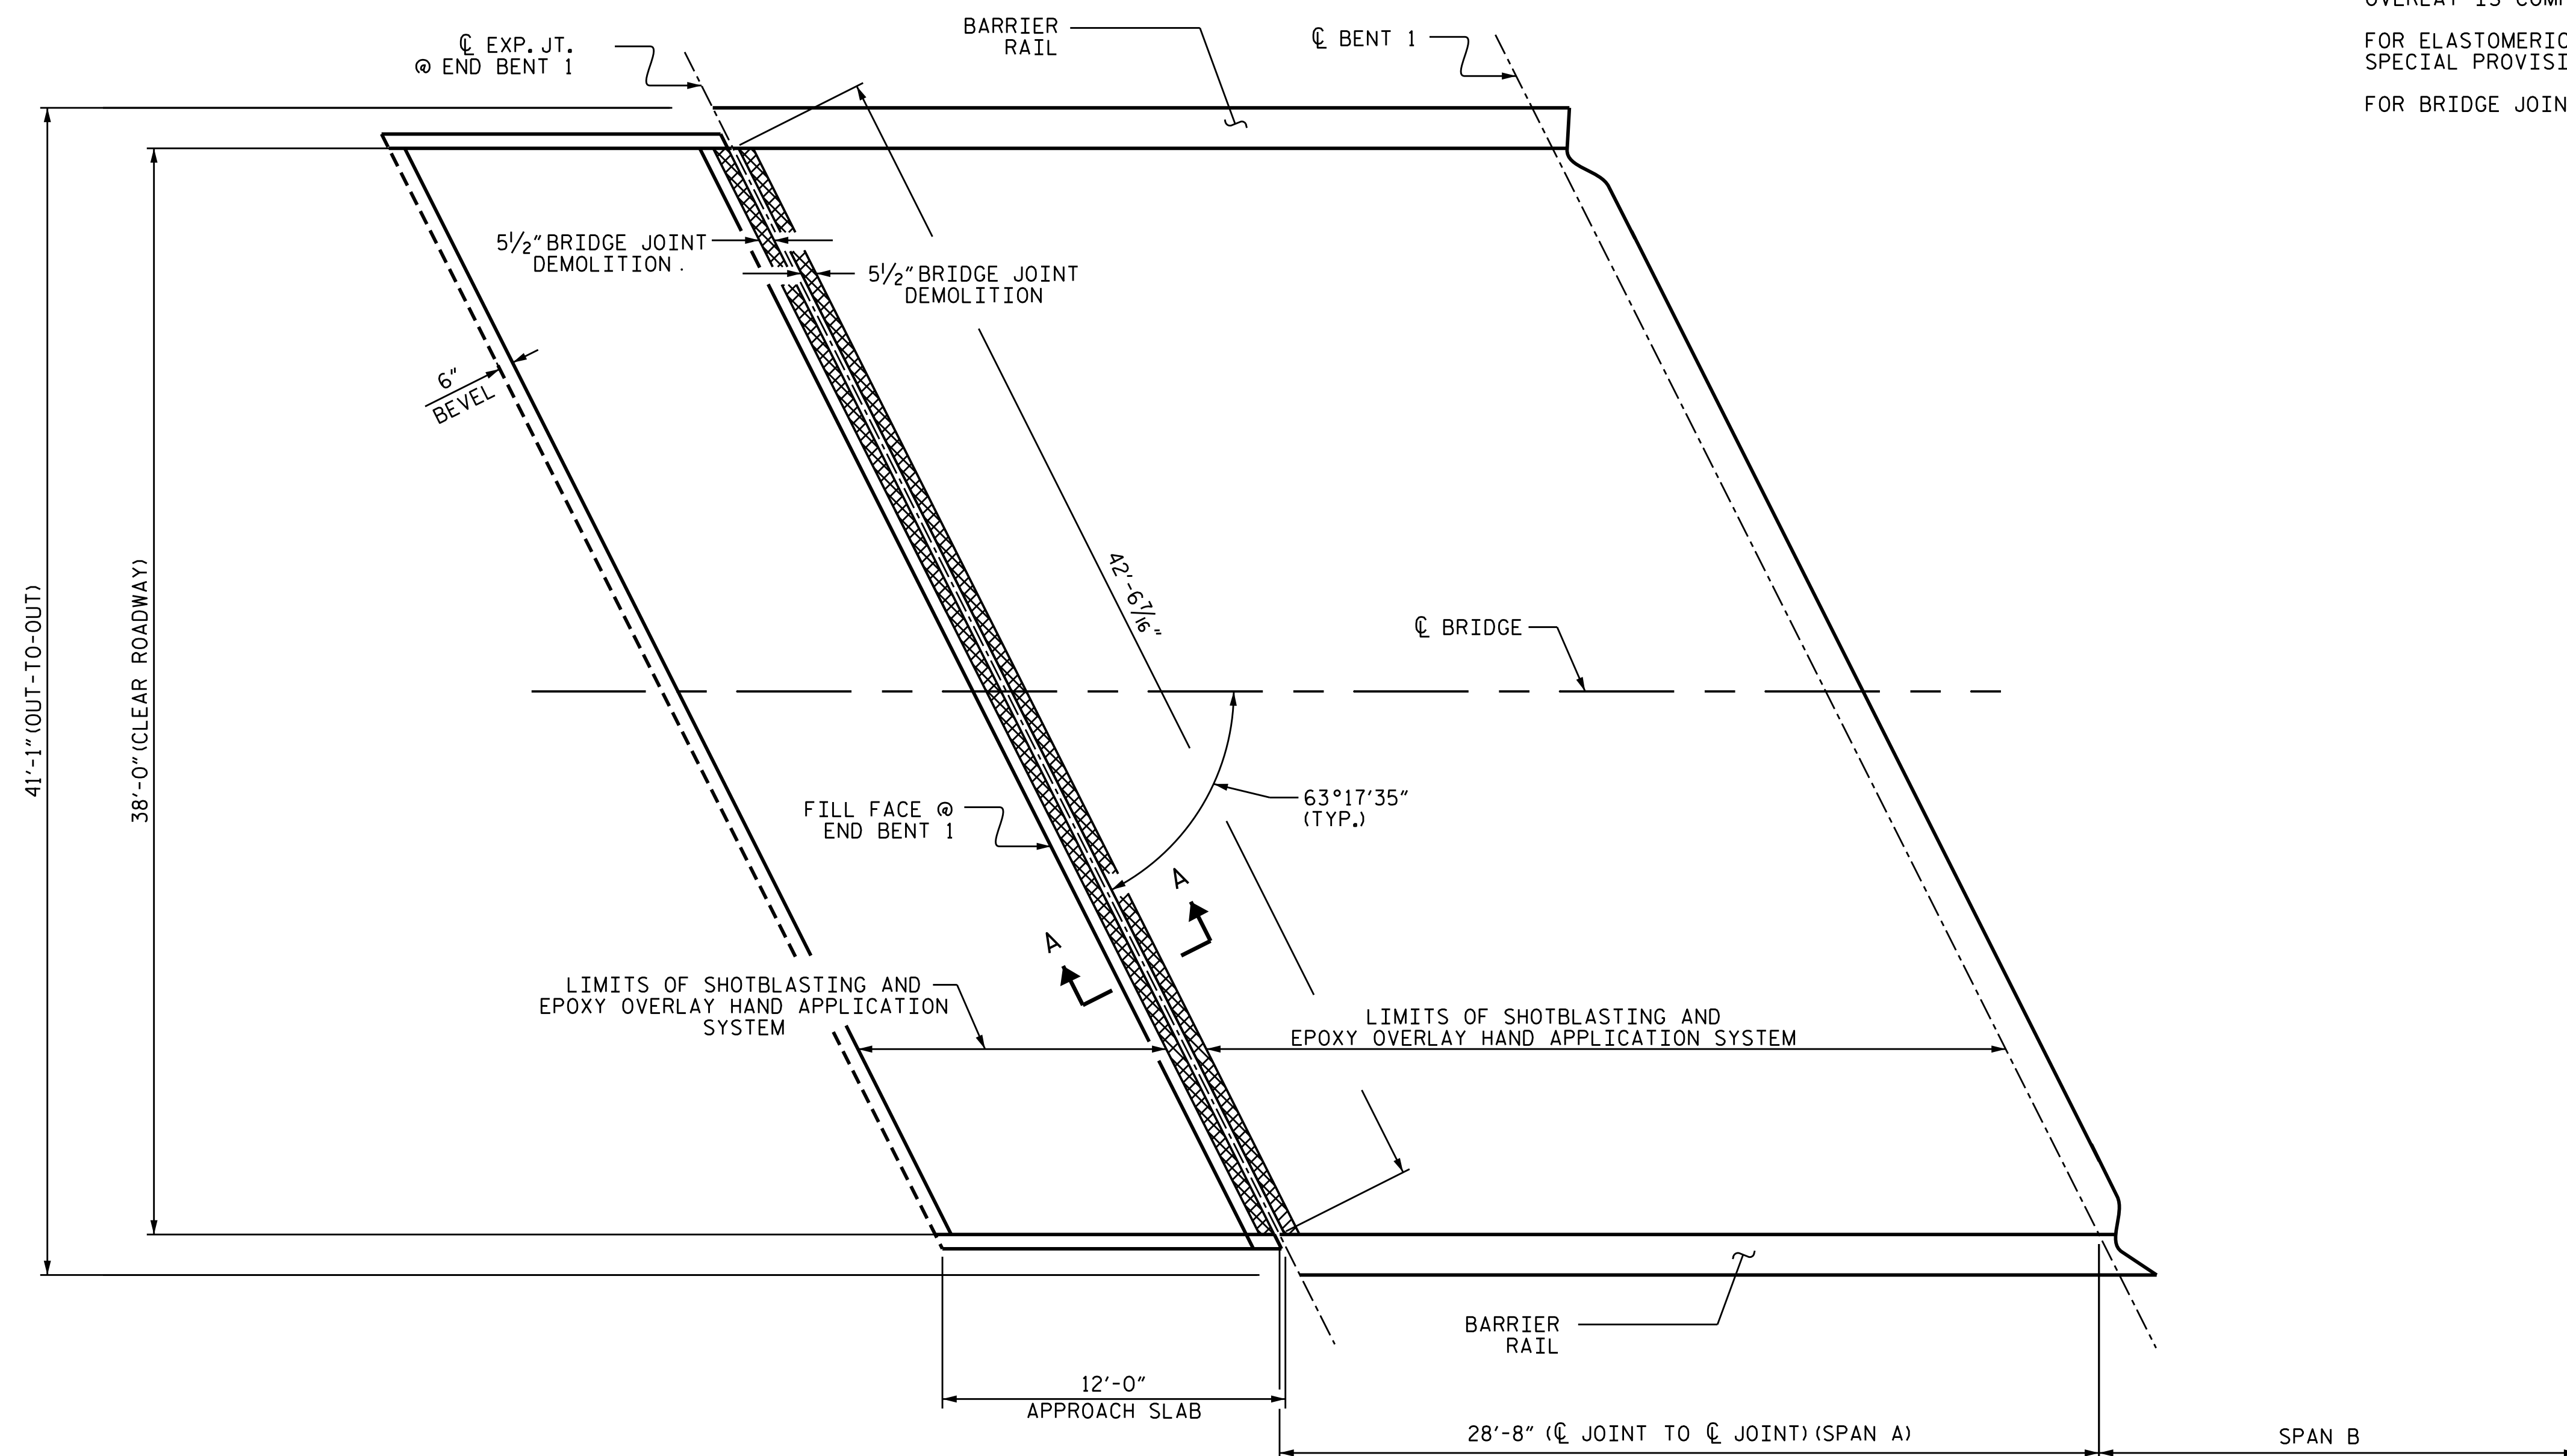 OVERLAY IS COMP
FOR ELASTOMERIC
SPECIAL PROVISI
FOR BRIDGE JOIN
BARRIER
RAIL
℄ EXP. JT.
@ END BENT 1
℄ BENT 1
5½" BRIDGE JOINT
DEMOLITION .
5½" BRIDGE JOINT
DEMOLITION
6"
BEVEL
42'-6 7/16"
41'-1" (OUT-TO-OUT)
38'-0" (CLEAR ROADWAY)
℄ BRIDGE
63°17'35"
(TYP.)
FILL FACE @
END BENT 1
A
A
LIMITS OF SHOTBLASTING AND
EPOXY OVERLAY HAND APPLICATION
SYSTEM
LIMITS OF SHOTBLASTING AND
EPOXY OVERLAY HAND APPLICATION SYSTEM
BARRIER
RAIL
12'-0"
APPROACH SLAB
28'-8" (℄ JOINT TO ℄ JOINT) (SPAN A)
SPAN B